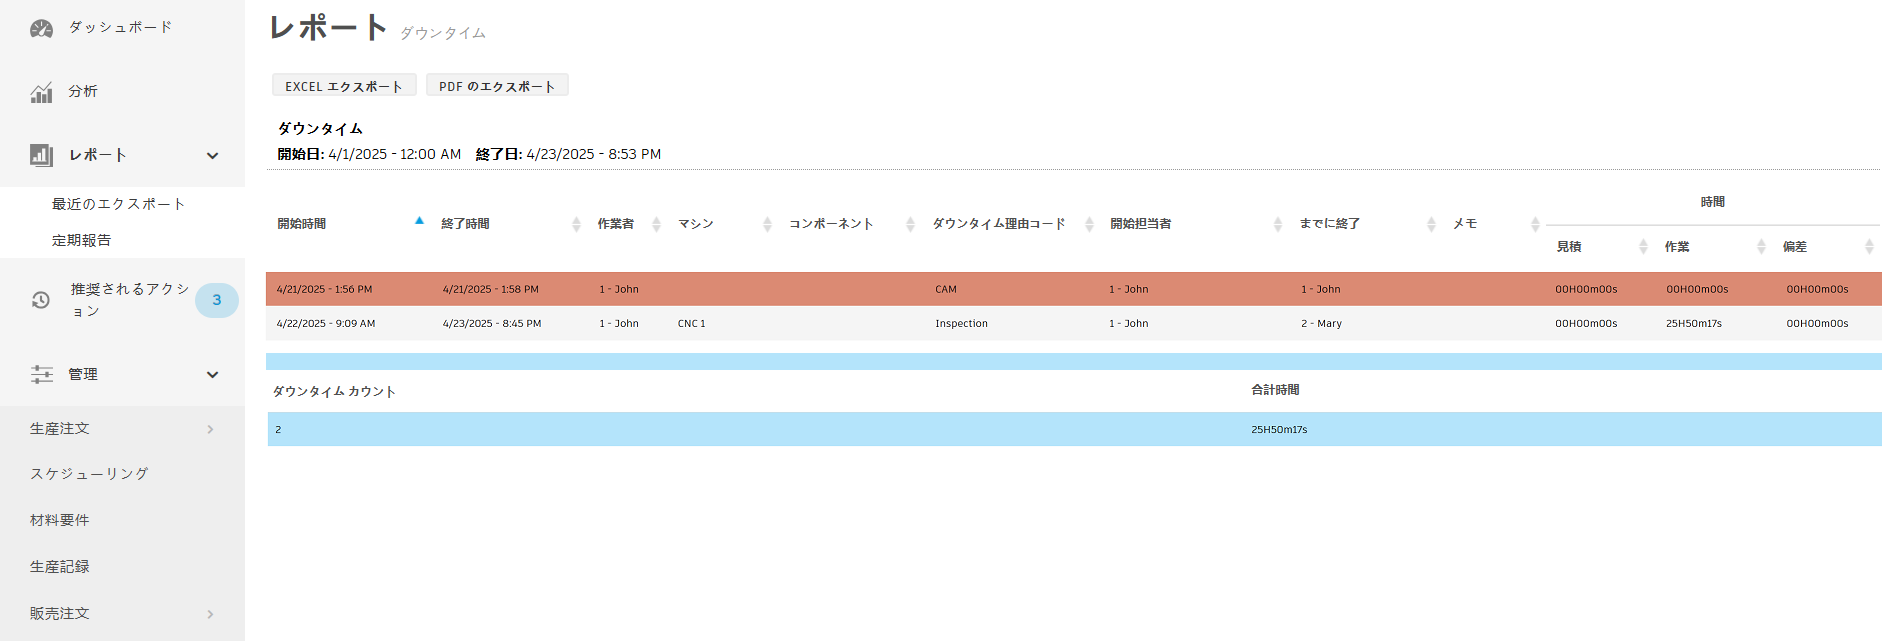 ダッシュボード
分析
レポート
最近のエクスポート
定期報告
推奨されるアクシ
ョン
3
管理
生産注文
スケジューリング
材料要件
生産記録
販売注文
レポート ダウンタイム
EXCEL エクスポート PDF のエクスポート
ダウンタイム
開始日: 4/1/2025 - 12:00 AM 終了日: 4/23/2025 - 8:53 PM
時間
開始時間 終了時間 作業者 マシン コンポーネント ダウンタイム理由コード 開始担当者 までに終了 メモ
見積 作業 偏差
4/21/2025 - 1:56 PM 4/21/2025 - 1:58 PM 1 - John CAM 1 - John 1 - John 00H00m00s 00H00m00s 00H00m00s
4/22/2025 - 9:09 AM 4/23/2025 - 8:45 PM 1 - John CNC 1 Inspection 1 - John 2 - Mary 00H00m00s 25H50m17s 00H00m00s
ダウンタイム カウント 合計時間
2 25H50m17s